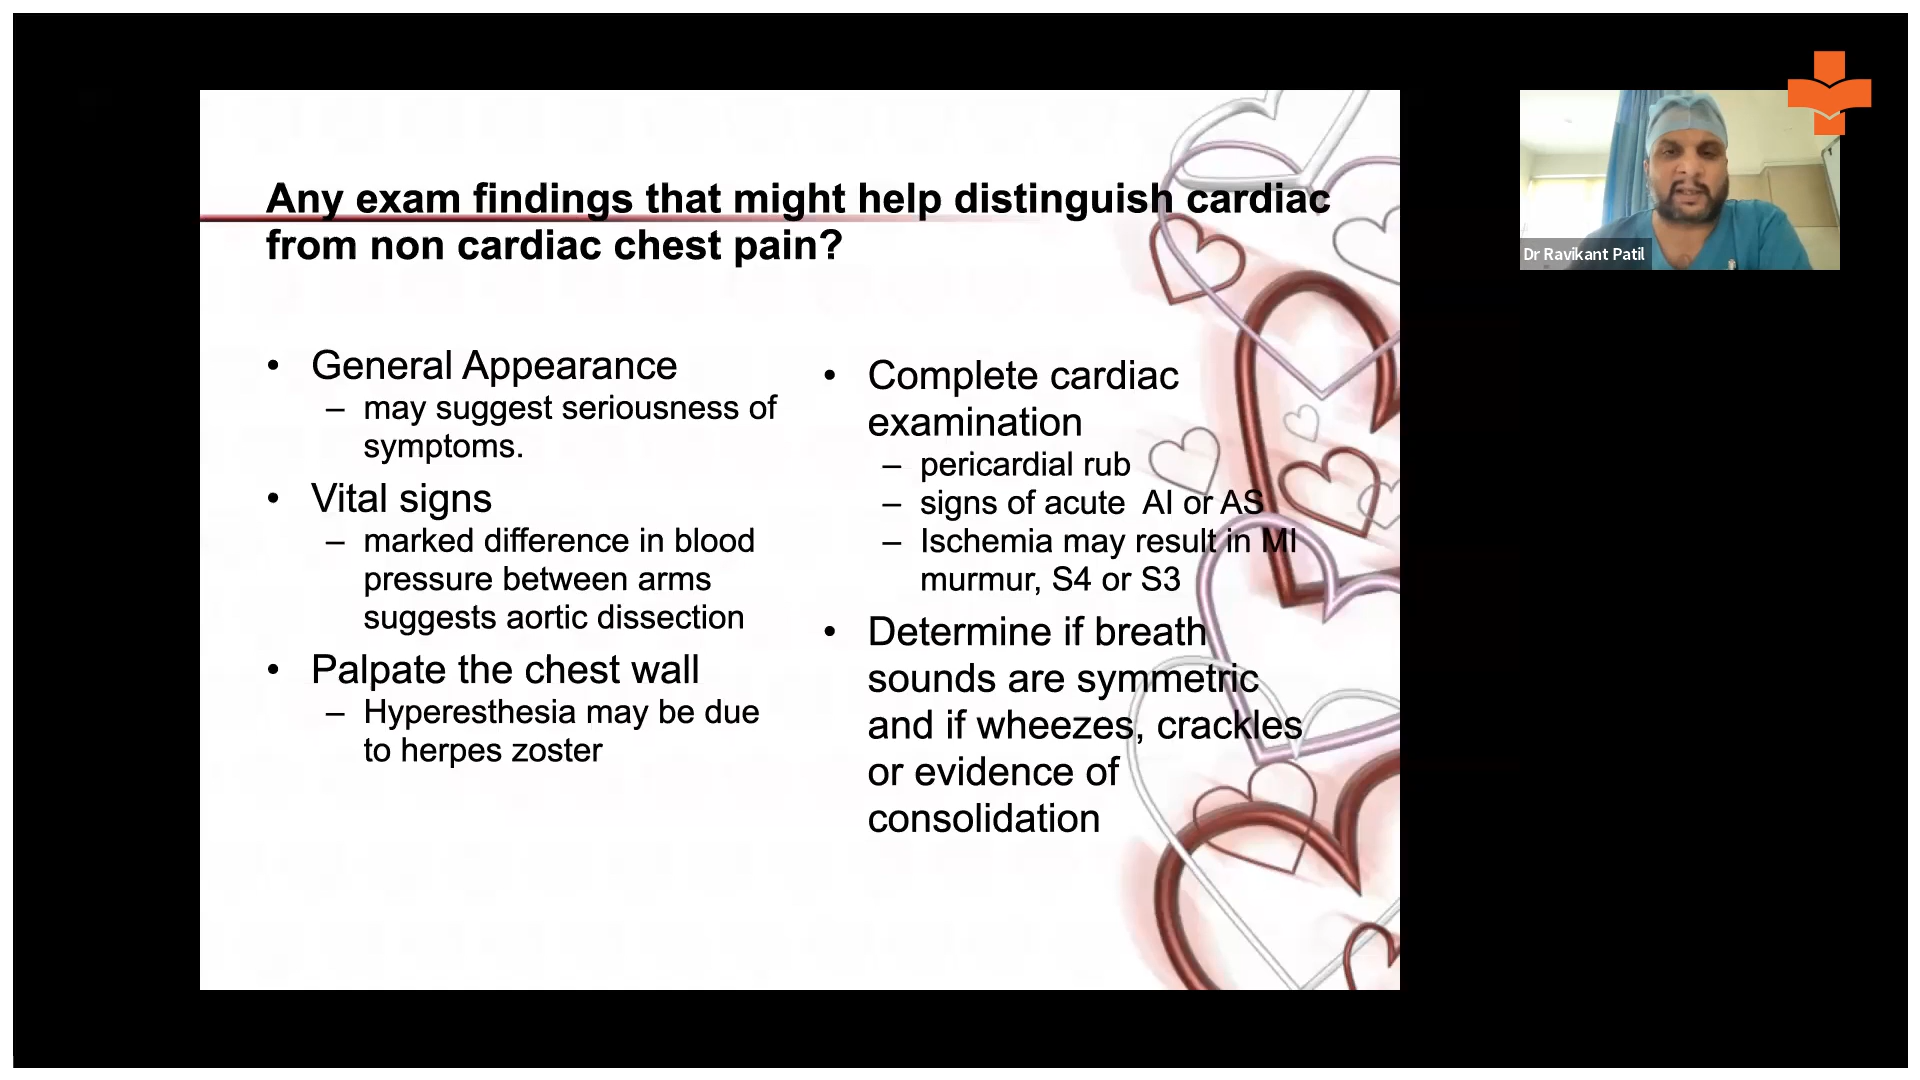 Any exam findings that might help distinguish cardiac
from non cardiac chest pain?
• General Appearance
– may suggest seriousness of
symptoms.
• Vital signs
– marked difference in blood
pressure between arms
suggests aortic dissection
• Palpate the chest wall
– Hyperesthesia may be due
to herpes zoster
• Complete cardiac
examination
– pericardial rub
– signs of acute  AI or AS
– Ischemia may result in MI
murmur, S4 or S3
• Determine if breath
sounds are symmetric
and if wheezes, crackles
or evidence of
consolidation
Dr Ravikant Patil